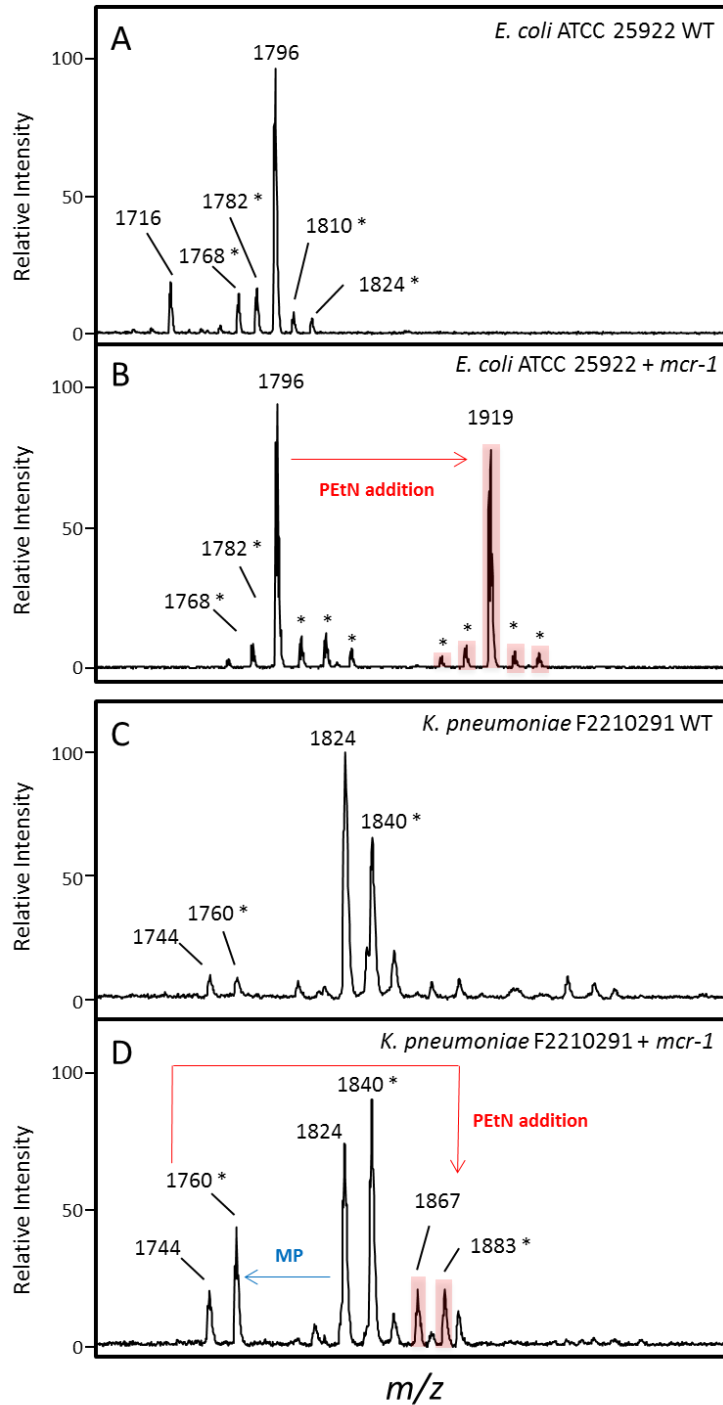 A
E. coli ATCC 25922 WT
1796
100
1782 *
1716
1810 *
50
1768 *
1824 *
0
Relative Intensity
B
E. coli ATCC 25922 + mcr-1
1796
100
1919
PEtN addition
1782 *
50
1768 *
* * *
* * * *
0
Relative Intensity
C
K. pneumoniae F2210291 WT
1824
100
1840 *
50
1760 *
1744
0
Relative Intensity
D
K. pneumoniae F2210291 + mcr-1
100
1840 *
PEtN addition
1824
1760 *
1867
50
1883 *
1744
MP
0
Relative Intensity
m/z